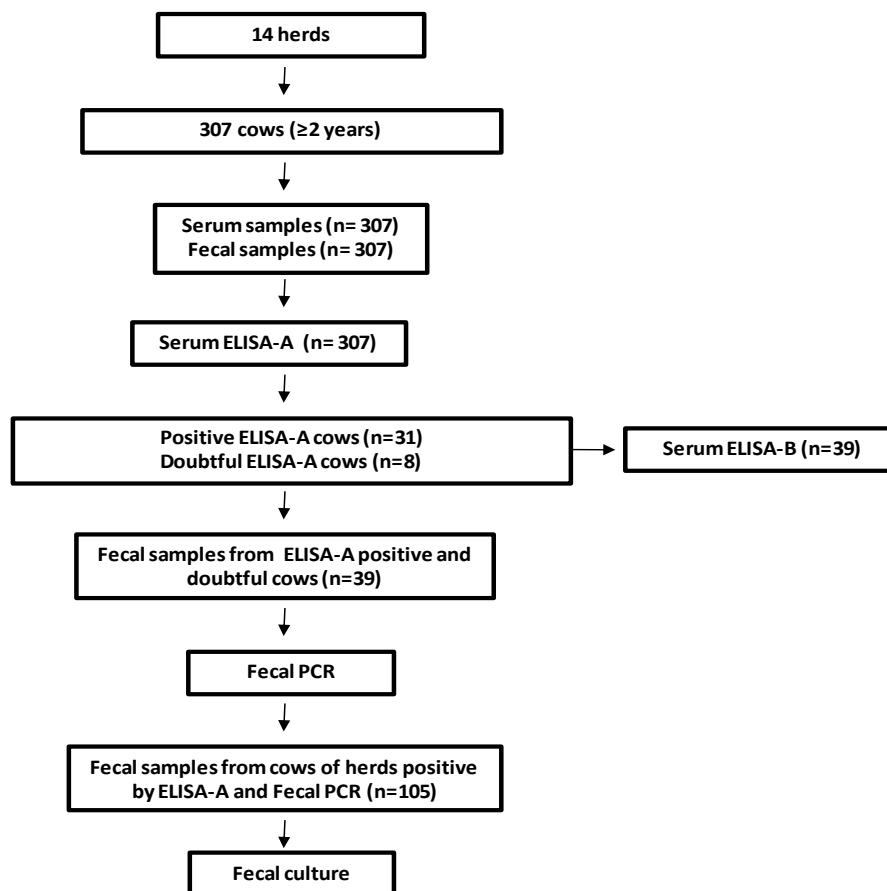 14 herds
307 cows (≥2 years)
Serum samples (n= 307)
Fecal samples (n= 307)
Serum ELISA-A (n= 307)
Positive ELISA-A cows (n=31)
Doubtful ELISA-A cows (n=8)
Serum ELISA-B (n=39)
Fecal samples from ELISA-A positive and
doubtful cows (n=39)
Fecal PCR
Fecal samples from cows of herds positive
by ELISA-A and Fecal PCR (n=105)
Fecal culture